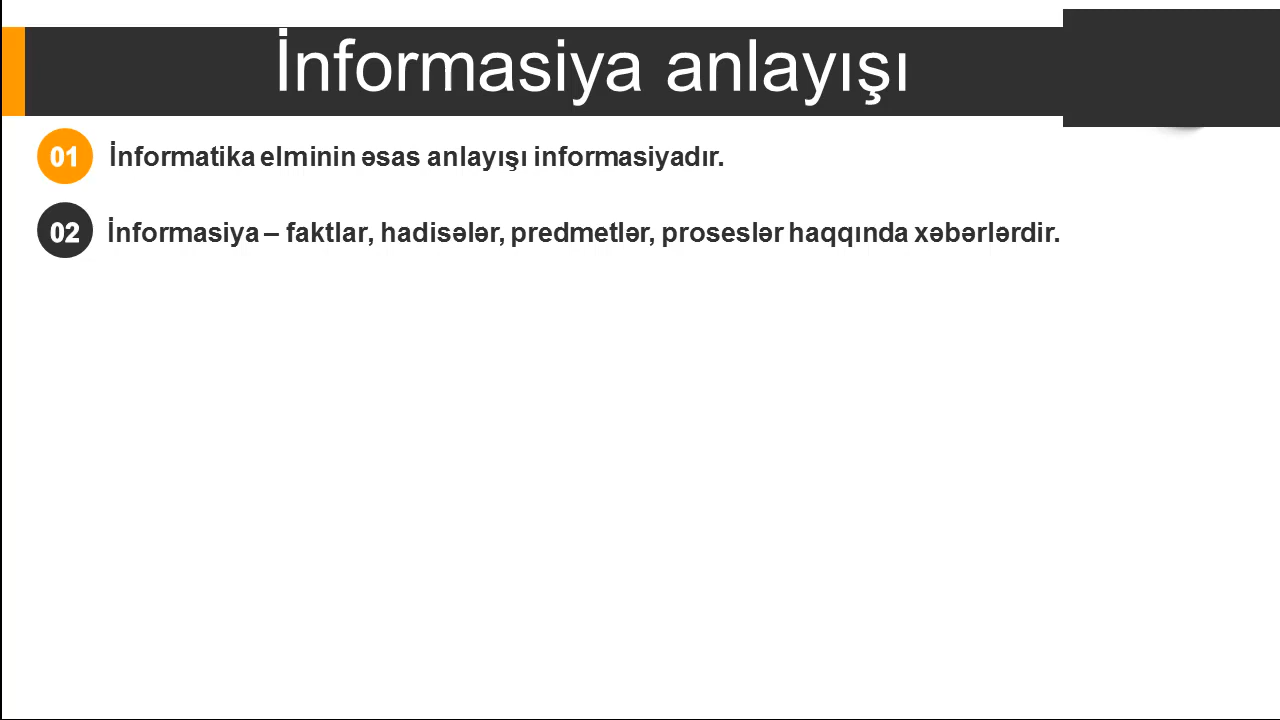 İnformasiya anlayışı
01 İnformatika elminin əsas anlayışı informasiyadır.
02 İnformasiya – faktlar, hadisələr, predmetlər, proseslər haqqında xəbərlərdir.